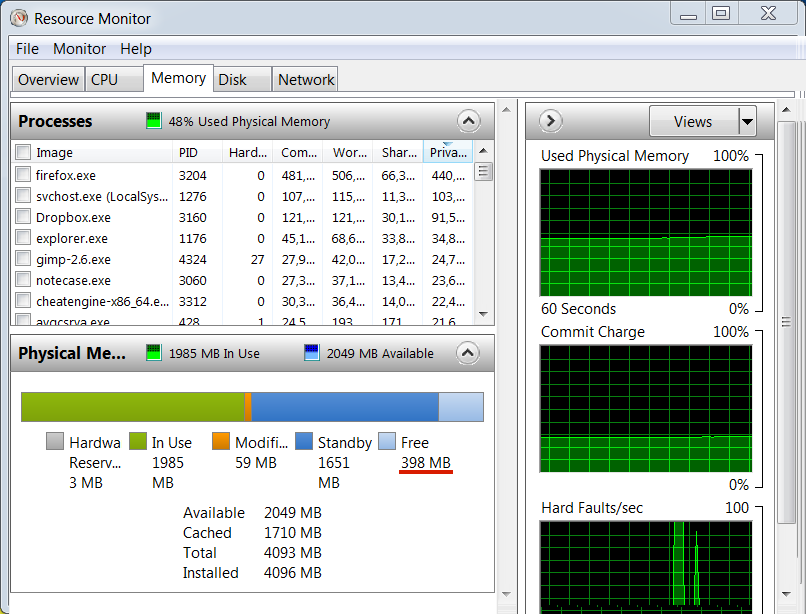 Resource Monitor
File Monitor Help
Overview CPU Memory Disk Network
Processes 48% Used Physical Memory
Image PID Hard... Com... Wor... Shar... Priva...
firefox.exe 3204 0 481,... 506,... 66,3... 440,...
svchost.exe (LocalSys... 1276 0 107,... 115,... 11,3... 103,...
Dropbox.exe 3160 0 121,... 121,... 30,1... 91,5...
explorer.exe 1176 0 45,1... 68,6... 33,8... 34,8...
gimp-2.6.exe 4324 27 27,9... 42,0... 17,2... 24,7...
notecase.exe 3060 0 27,3... 37,1... 13,4... 23,6...
cheatengine-x86_64.e... 3312 0 30,3... 36,4... 14,0... 22,4...
avgcsrva.exe 428 1 24,5... 193... 171... 21,6...
Physical Me... 1985 MB In Use 2049 MB Available
Hardwa In Use Modifi... Standby Free
Reserv... 1985 59 MB 1651 398 MB
3 MB MB MB
Available 2049 MB
Cached 1710 MB
Total 4093 MB
Installed 4096 MB
Views
Used Physical Memory 100%
60 Seconds 0%
Commit Charge 100%
0%
Hard Faults/sec 100